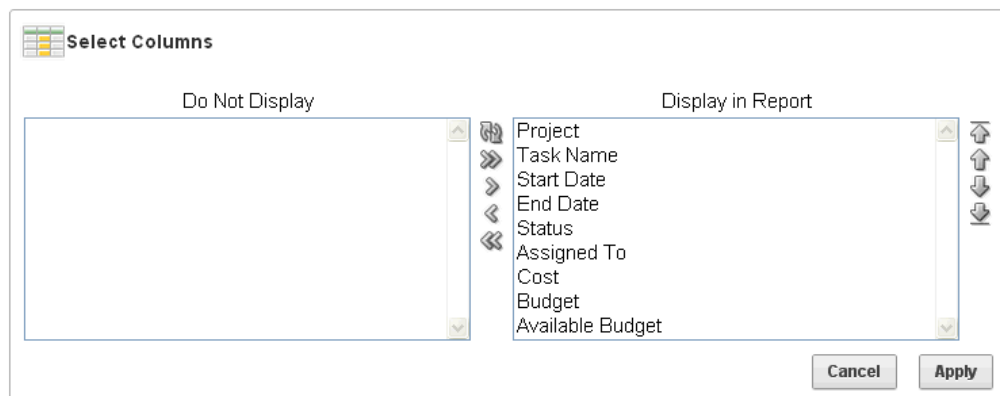 Select Columns
Do Not Display
Display in Report
Project
Task Name
Start Date
End Date
Status
Assigned To
Cost
Budget
Available Budget
Cancel
Apply